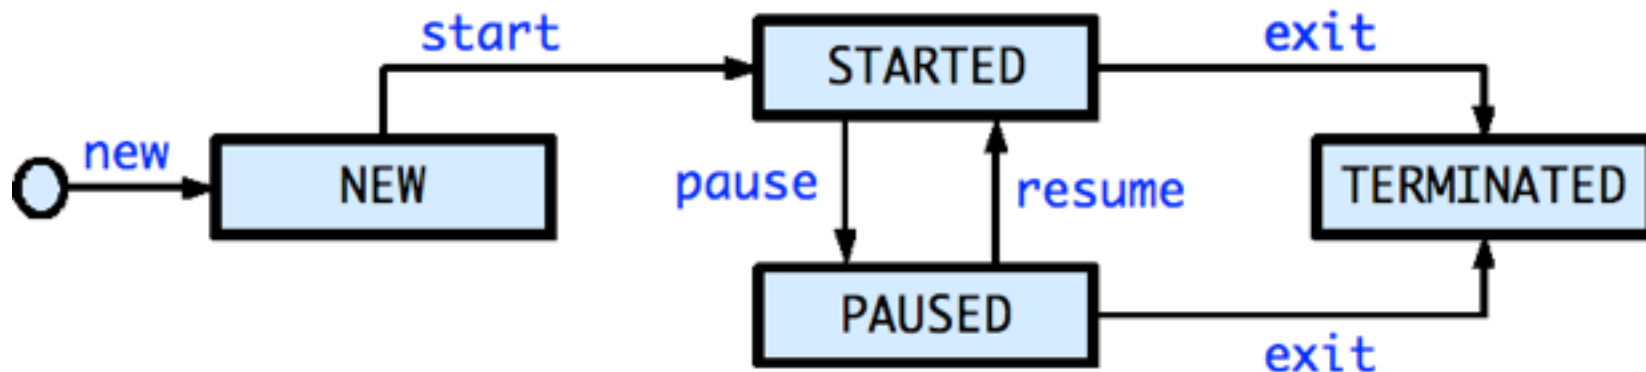 start
exit
STARTED
new
NEW
pause
resume
TERMINATED
PAUSED
exit